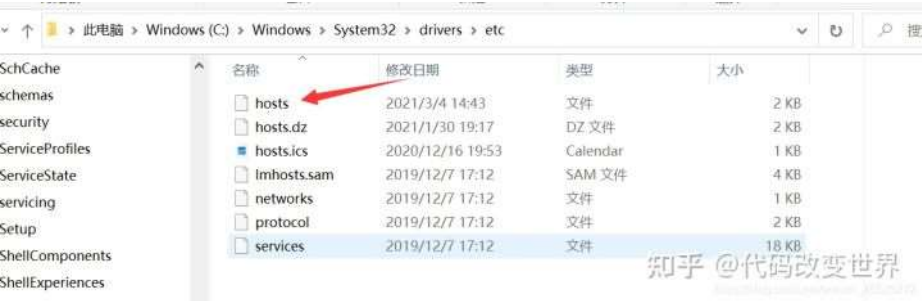 此电脑 > Windows (C:) > Windows > System32 > drivers > etc
搜
SchCache
schemas
security
ServiceProfiles
ServiceState
servicing
Setup
ShellComponents
ShellExperiences
名称 修改日期 类型 大小
hosts 2021/3/4 14:43 文件 2 KB
hosts.dz 2021/1/30 19:17 DZ 文件 2 KB
hosts.ics 2020/12/16 19:53 Calendar 1 KB
lmhosts.sam 2019/12/7 17:12 SAM 文件 4 KB
networks 2019/12/7 17:12 文件 1 KB
protocol 2019/12/7 17:12 文件 2 KB
services 2019/12/7 17:12 文件 18 KB
知乎 @代码改变世界